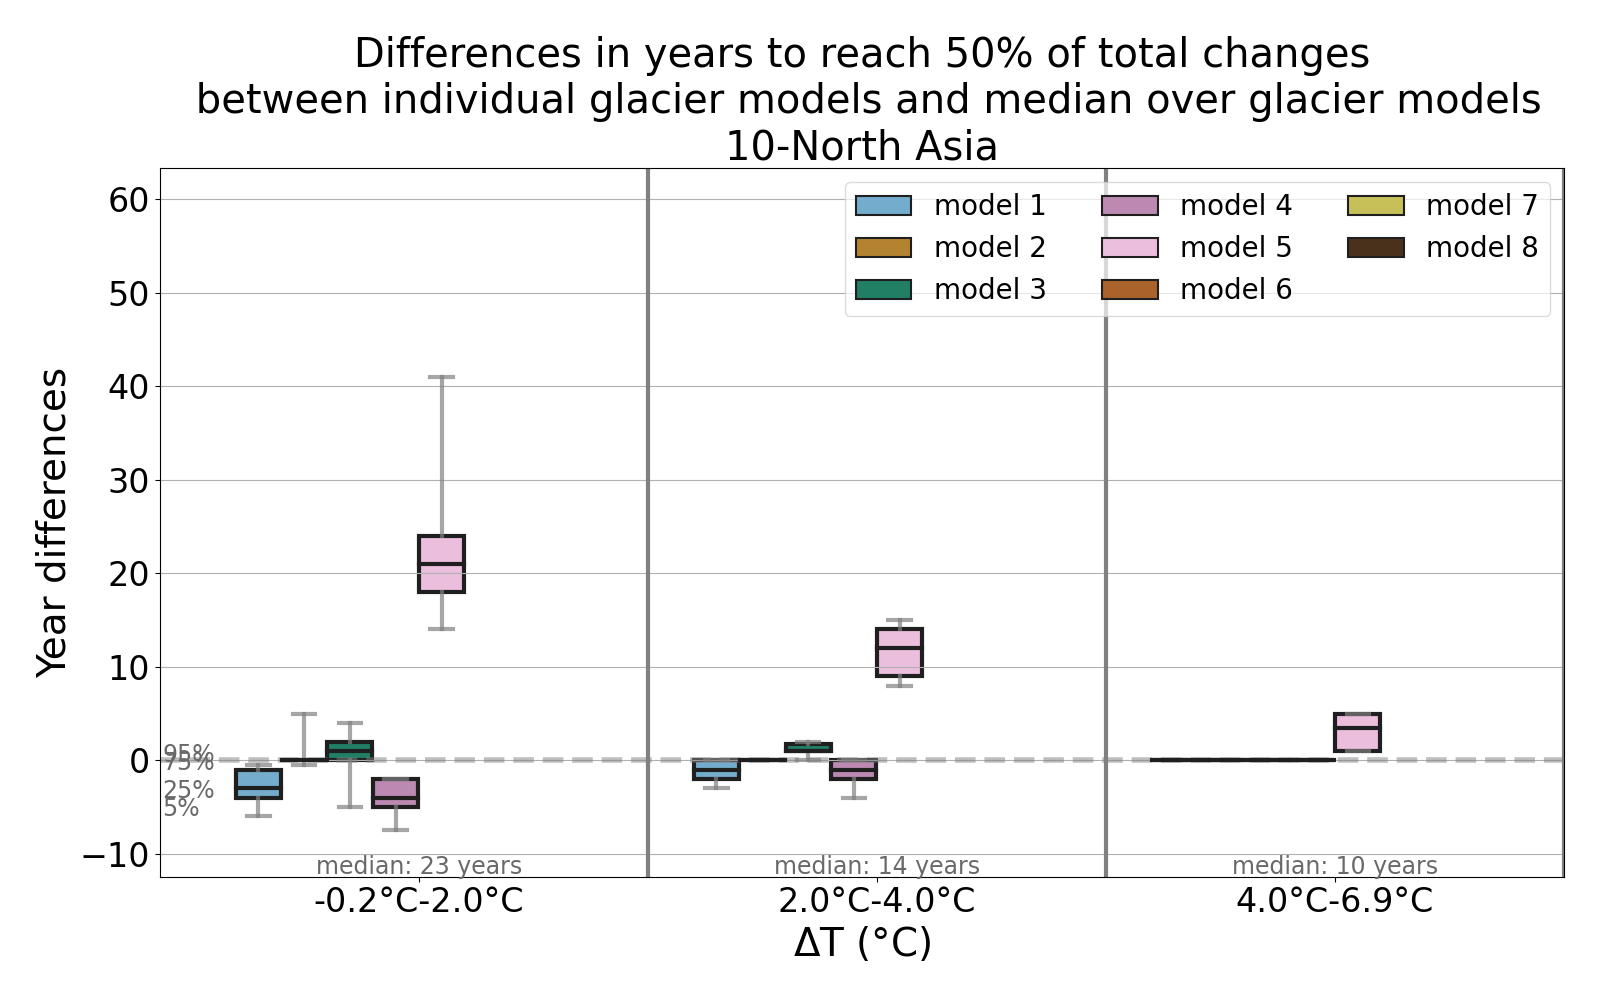 Differences in years to reach 50% of total changes
between individual glacier models and median over glacier models
10-North Asia
60
50
40
30
20
10
0
−10
Year differences
model 1
model 2
model 3
model 4
model 5
model 6
model 7
model 8
95%
75%
25%
5%
median: 23 years
median: 14 years
median: 10 years
-0.2°C-2.0°C
2.0°C-4.0°C
4.0°C-6.9°C
ΔT (°C)